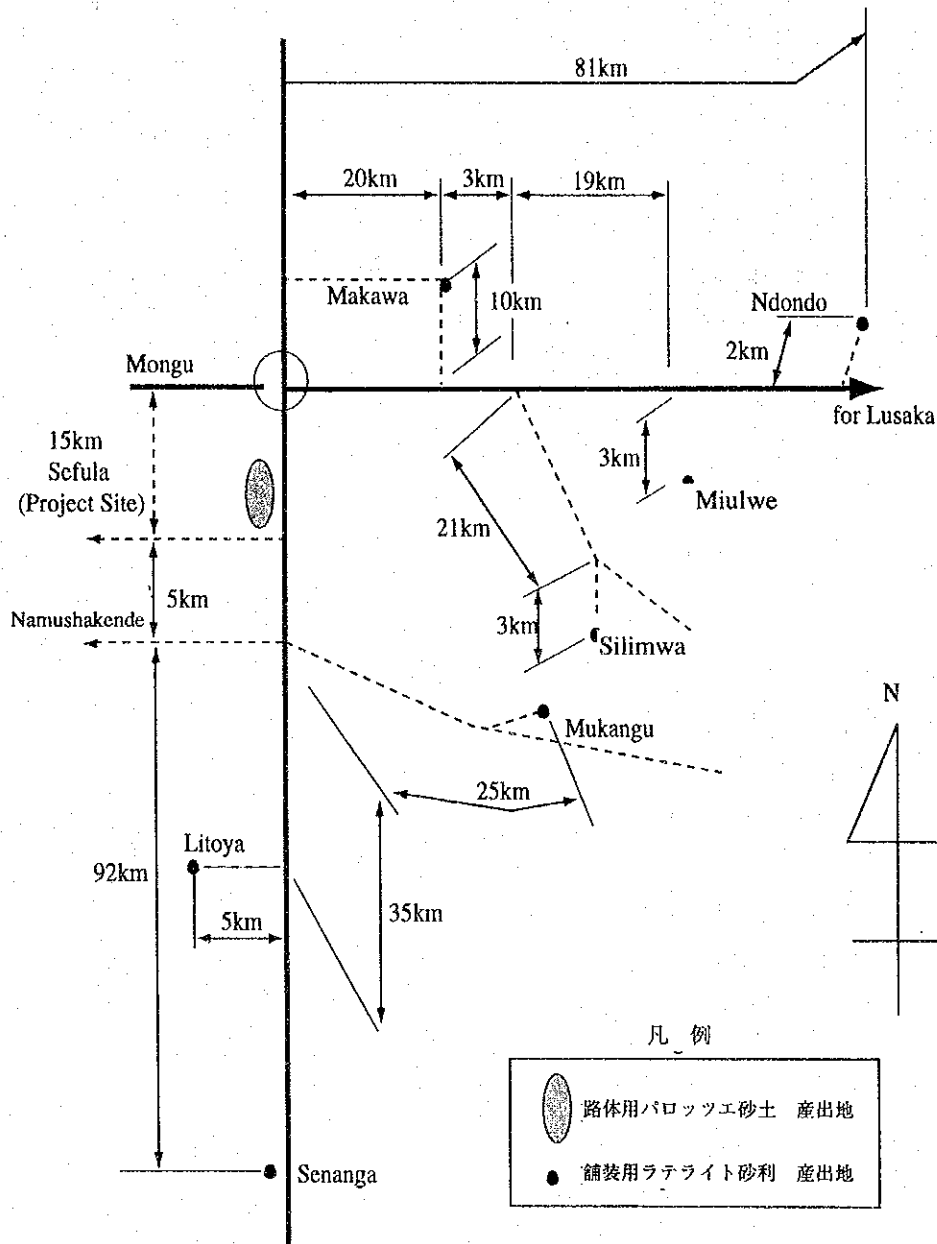 81km
20km
3km
19km
Makawa
10km
Ndondo
2km
Mongu
for Lusaka
15km
Sefula
(Project Site)
3km
Miulwe
21km
5km
Namushakende
3km
Silimwa
N
Mukangu
25km
Litoya
92km
35km
5km
凡 例
路体用バロッツエ砂土 産出地
Senanga
舗装用ラテライト砂利 産出地